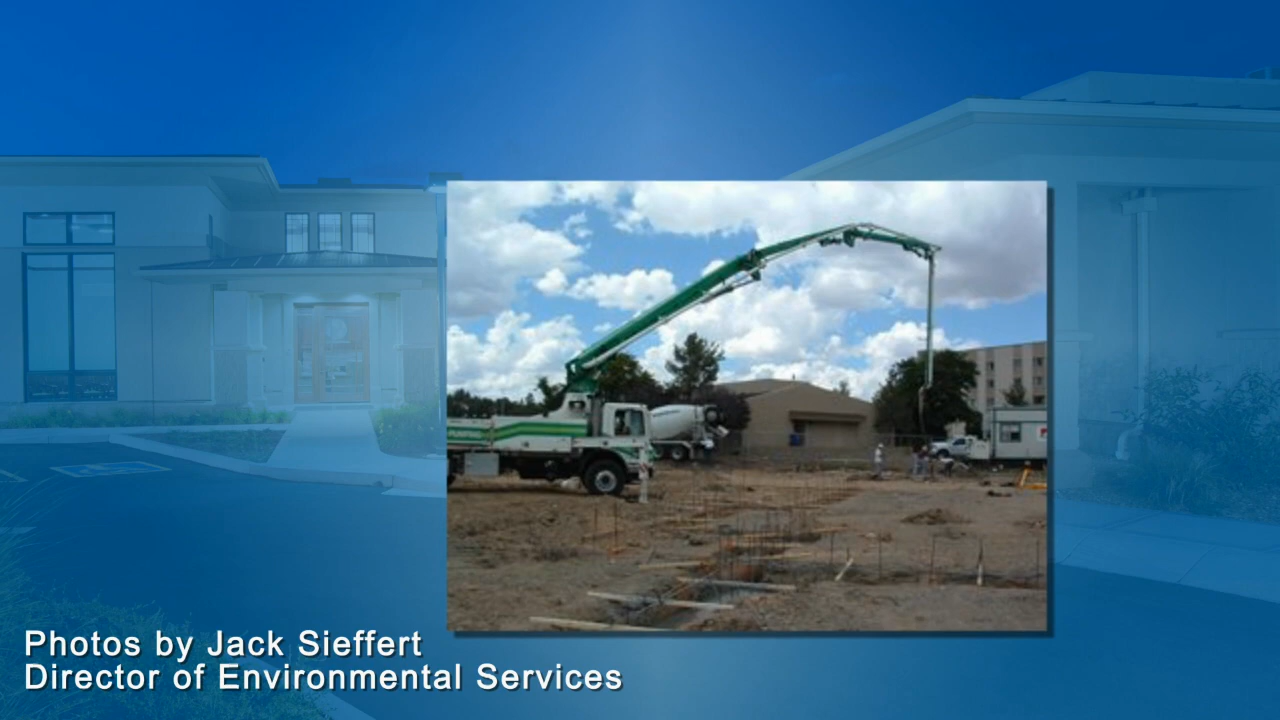 Photos by Jack Sieffert
Director of Environmental Services